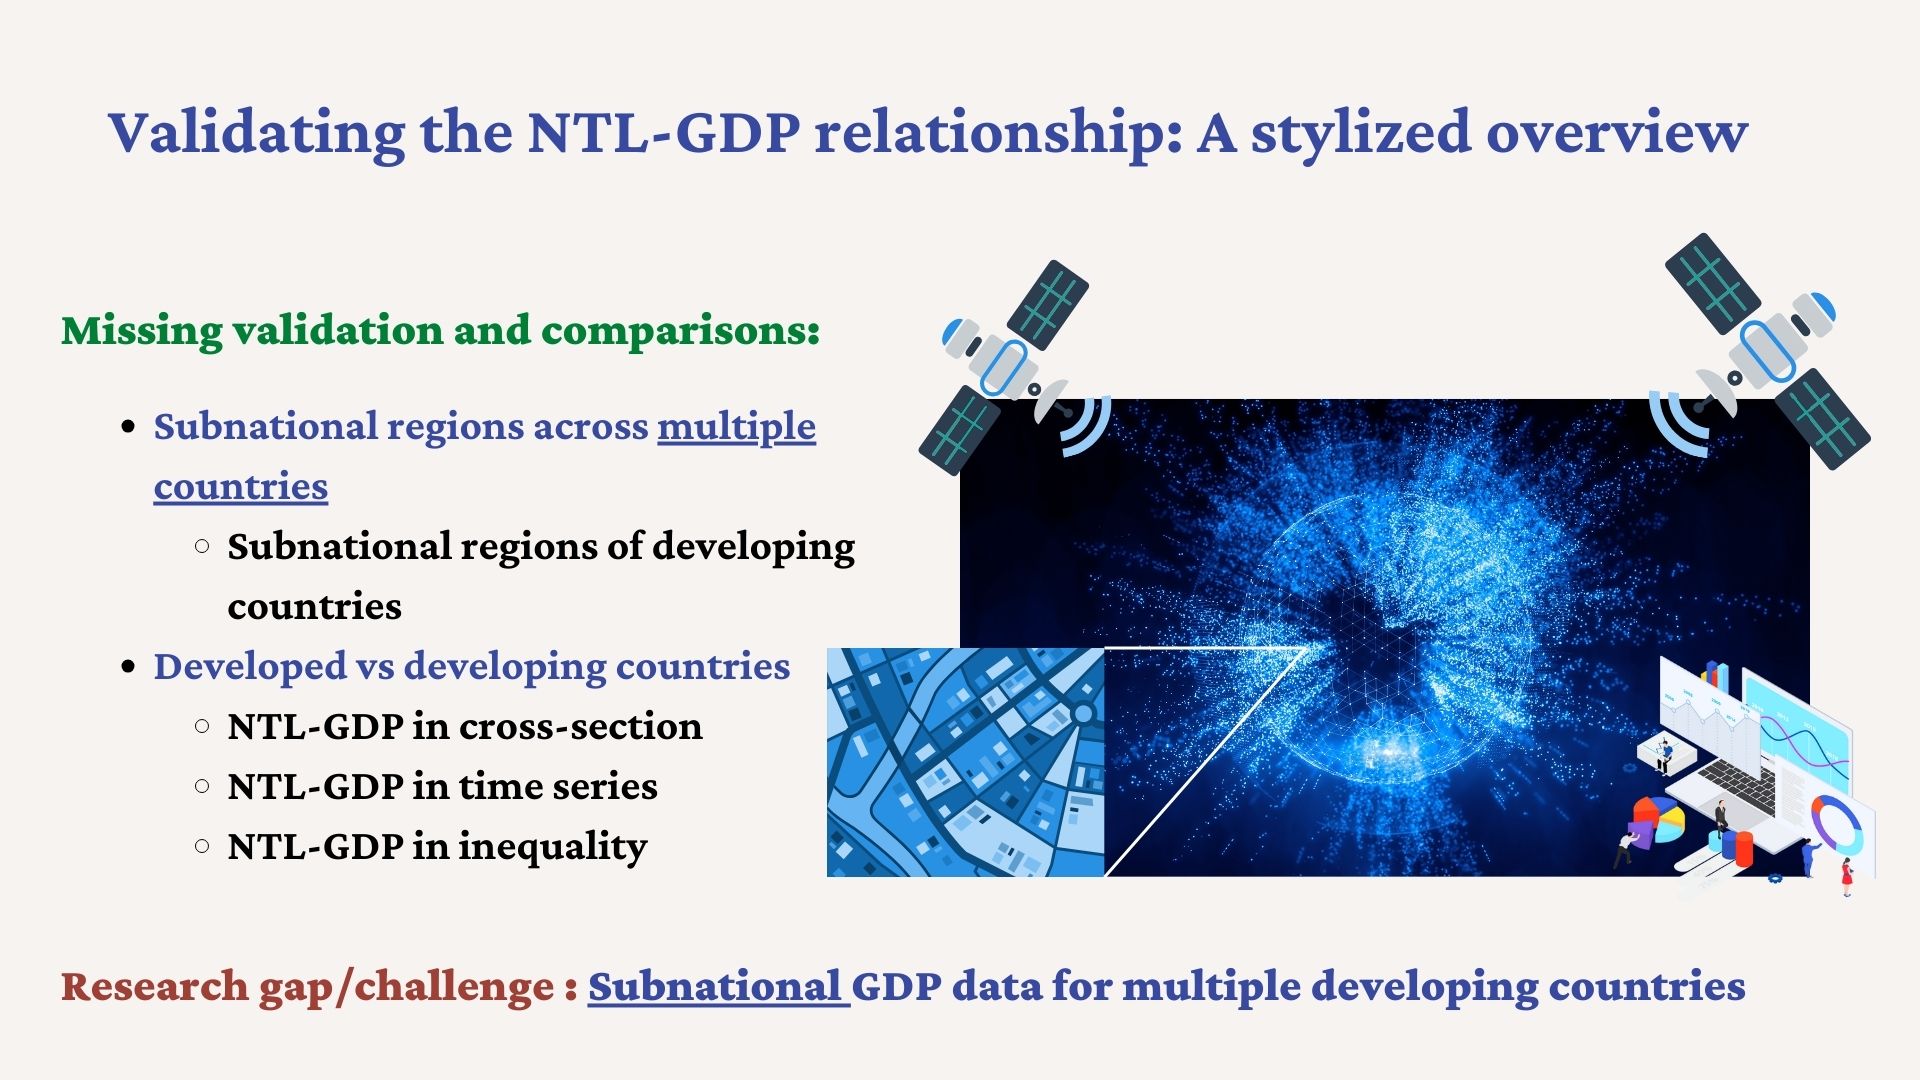 Validating the NTL-GDP relationship: A stylized overview
Missing validation and comparisons:
Subnational regions across multiple
countries
Subnational regions of developing
countries
Developed vs developing countries
NTL-GDP in cross-section
NTL-GDP in time series
NTL-GDP in inequality
Research gap/challenge : Subnational GDP data for multiple developing countries